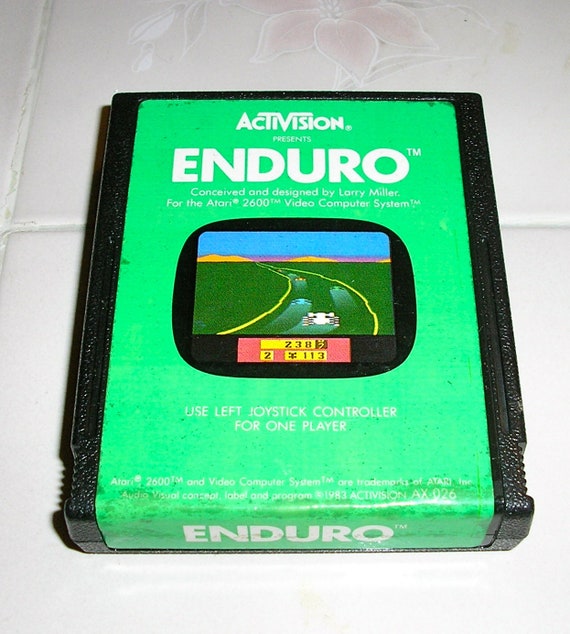 ACTIVISION®
PRESENTS
ENDURO™
Conceived and designed by Larry Miller.
For the Atari® 2600™ Video Computer System™
238
2 113
USE LEFT JOYSTICK CONTROLLER
FOR ONE PLAYER
Atari® 2600™ and Video Computer System™ are trademarks of ATARI, Inc.
Audio Visual concept, label and program ©1983 ACTIVISION AX-026
ENDURO™